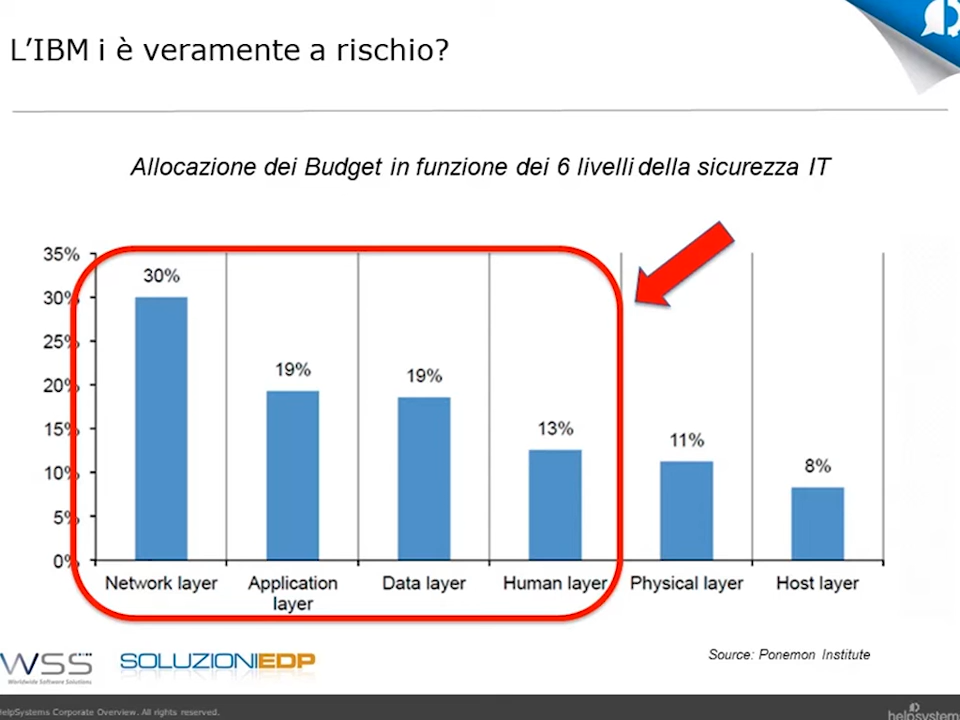 L'IBM i è veramente a rischio?
Allocazione dei Budget in funzione dei 6 livelli della sicurezza IT
35%
30%
25%
20%
15%
10%
5%
0%
30%
19%
19%
13%
11%
8%
Network layer
Application
layer
Data layer
Human layer
Physical layer
Host layer
WSS
Worldwide Software Solutions
SOLUZIONIEDP
Source: Ponemon Institute
HelpSystems Corporate Overview. All rights reserved.
helpsystems